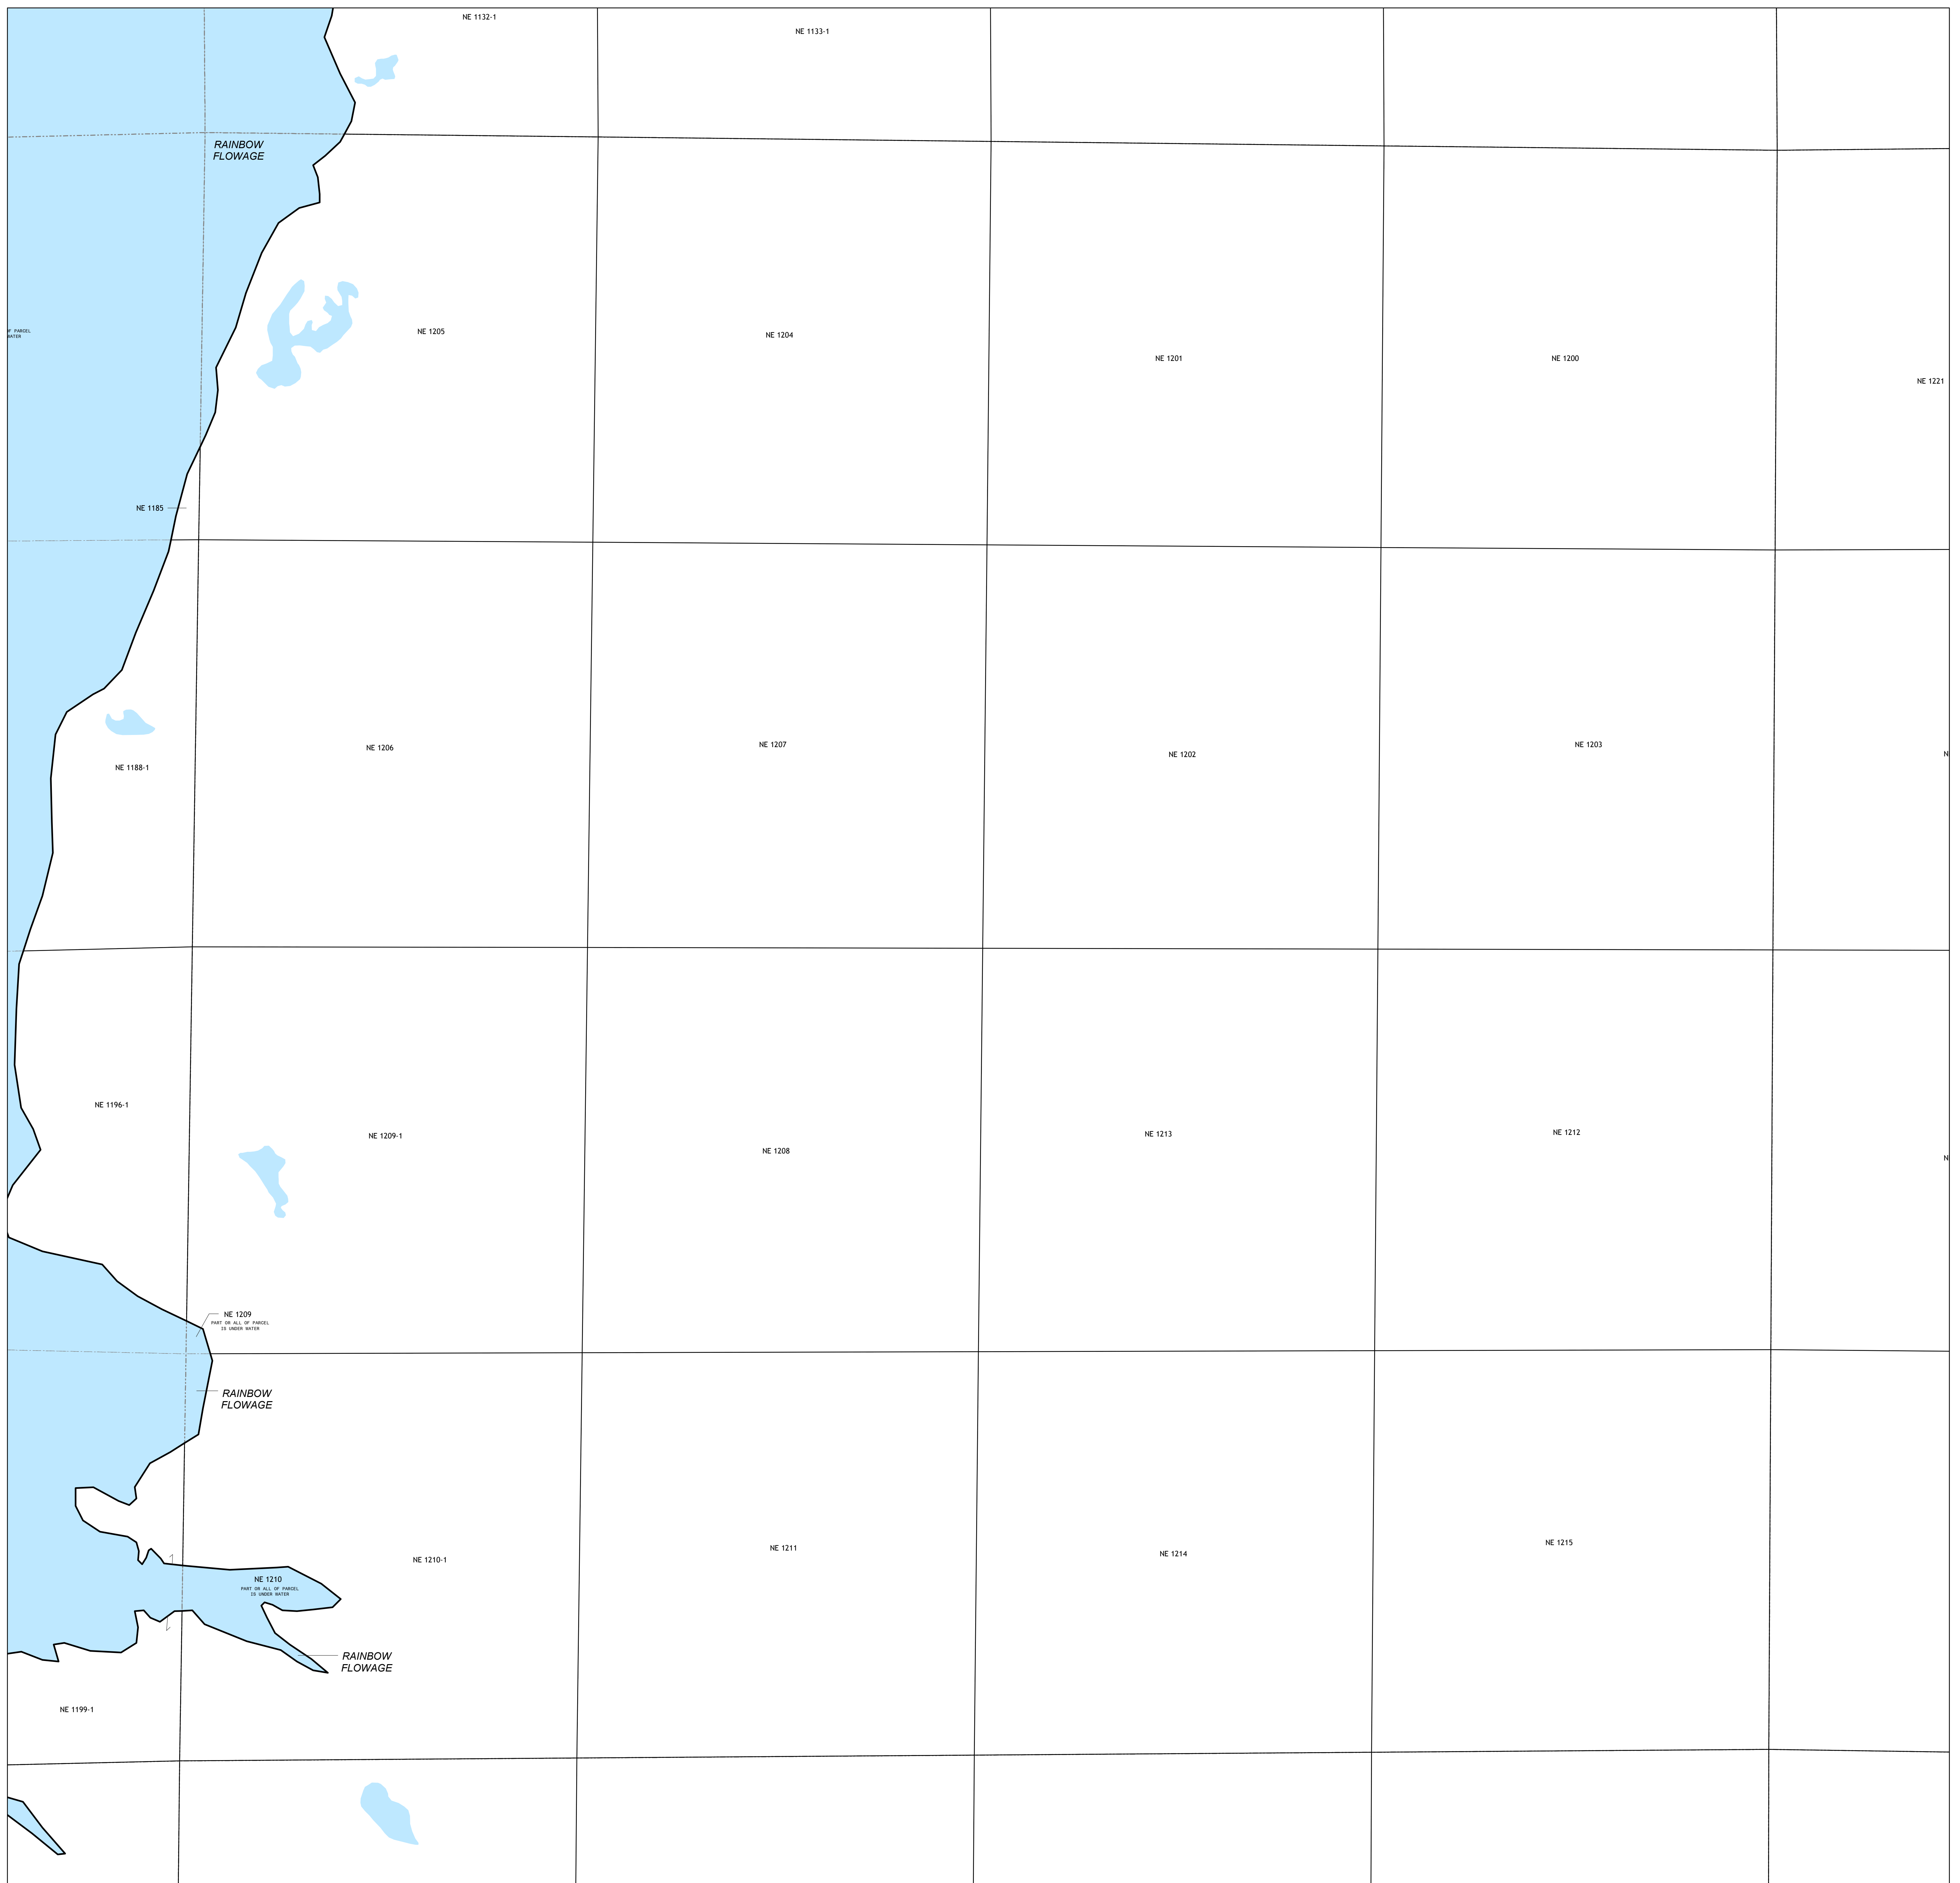 NE 1132-1
NE 1133-1
RAINBOW
FLOWAGE
PARCEL
NE 1205
NE 1204
NE 1201
NE 1200
NE 1221
NE 1185
NE 1206
NE 1207
NE 1202
NE 1203
N
NE 1188-1
NE 1196-1
NE 1209-1
NE 1208
NE 1213
NE 1212
N
NE 1209
PART OR ALL OF PARCEL
IS UNDER WATER
RAINBOW
FLOWAGE
NE 1210-1
NE 1211
NE 1214
NE 1215
NE 1210
PART OR ALL OF PARCEL
IS UNDER WATER
RAINBOW
FLOWAGE
NE 1199-1